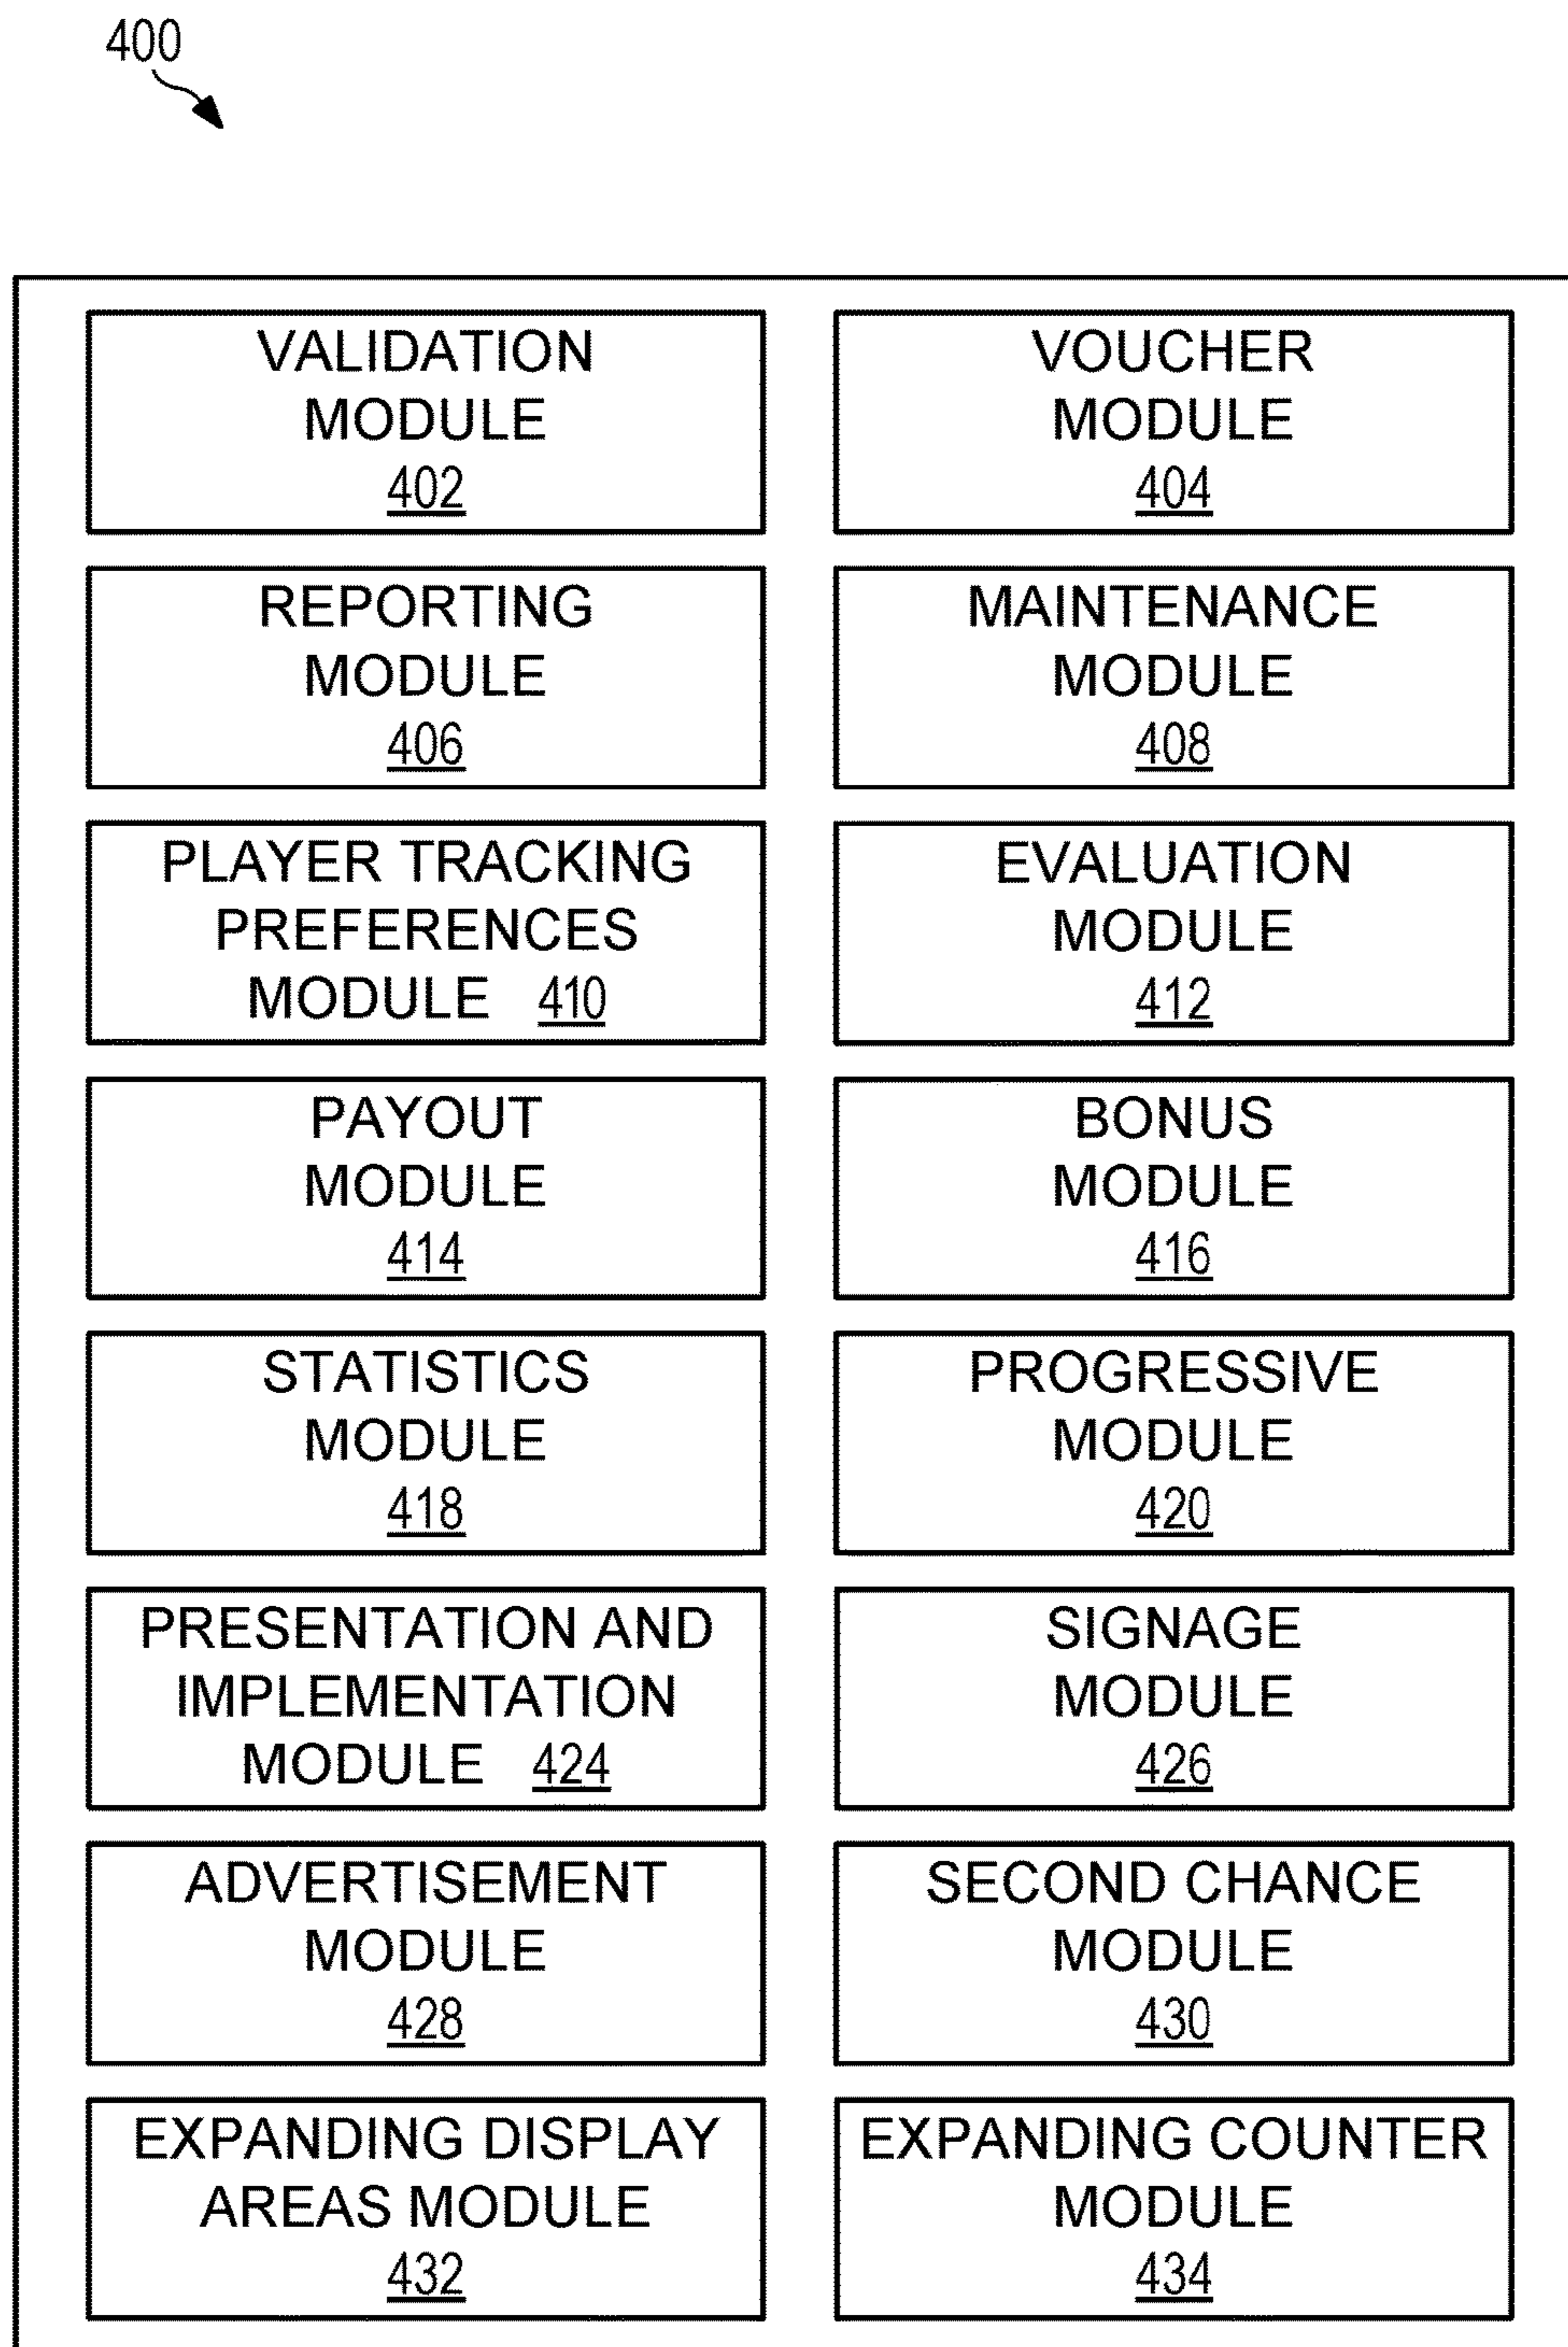 400
VALIDATION
MODULE
402
VOUCHER
MODULE
404
REPORTING
MODULE
406
MAINTENANCE
MODULE
408
PLAYER TRACKING
PREFERENCES
MODULE 410
EVALUATION
MODULE
412
PAYOUT
MODULE
414
BONUS
MODULE
416
STATISTICS
MODULE
418
PROGRESSIVE
MODULE
420
PRESENTATION AND
IMPLEMENTATION
MODULE 424
SIGNAGE
MODULE
426
ADVERTISEMENT
MODULE
428
SECOND CHANCE
MODULE
430
EXPANDING DISPLAY
AREAS MODULE
432
EXPANDING COUNTER
MODULE
434